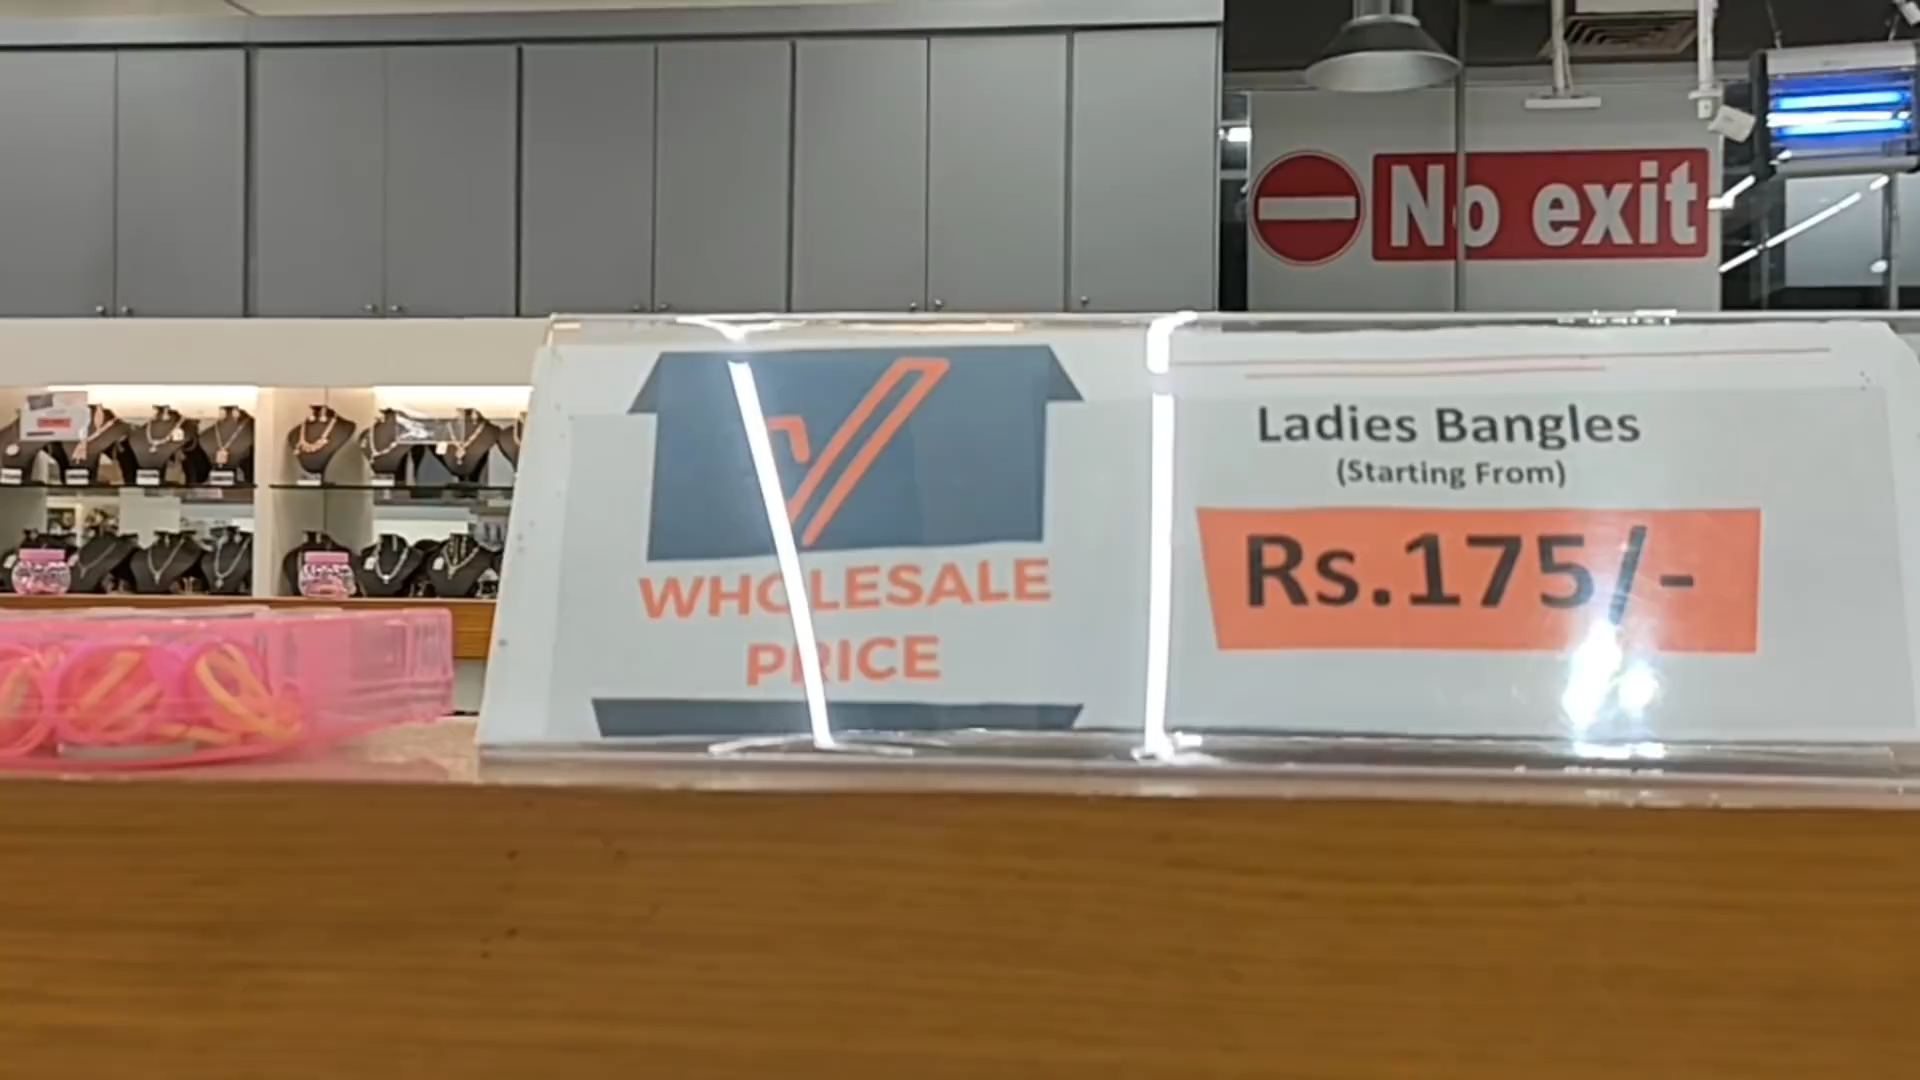 No exit
WHOLESALE
PRICE
Ladies Bangles
(Starting From)
Rs.175/-